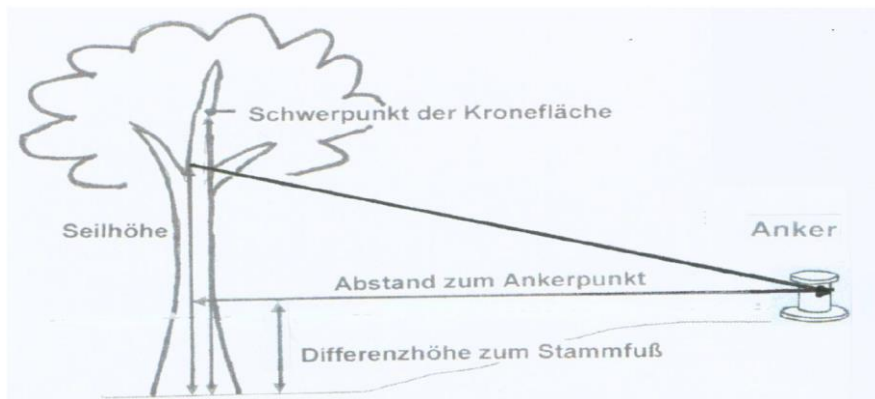 Schwerpunkt der Kronefläche
Seilhöhe
Anker
Abstand zum Ankerpunkt
Differenzhöhe zum Stammfuß